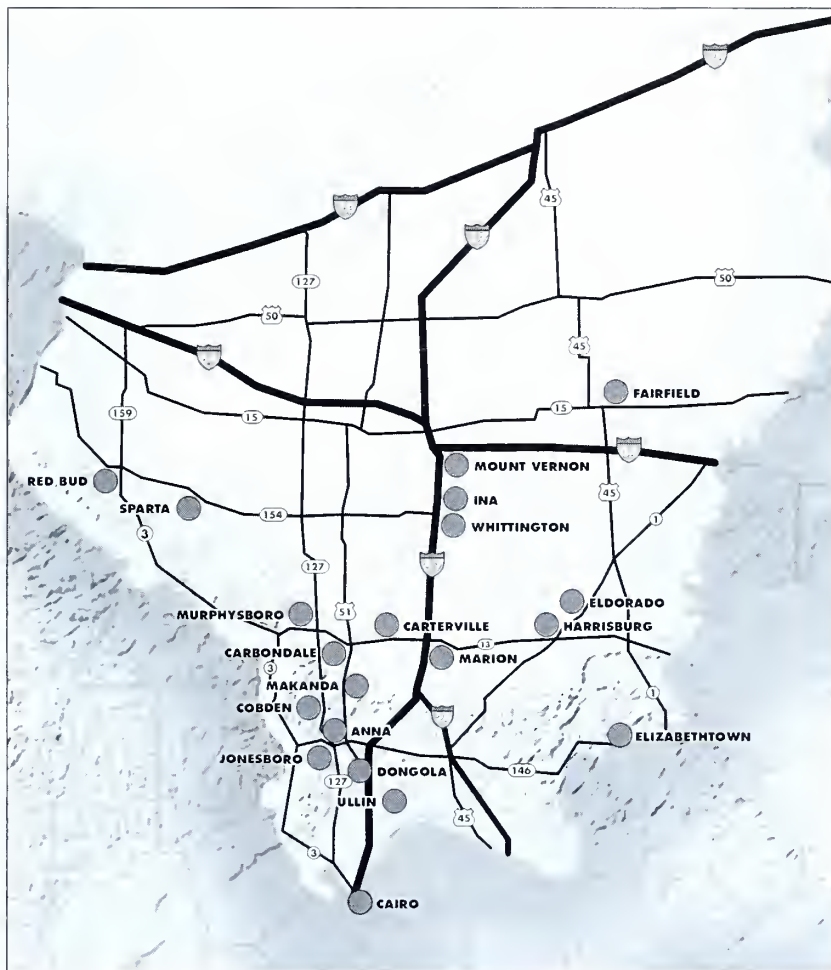 45
127
50
50
45
159
15
15
FAIRFIELD
MOUNT VERNON
RED BUD
INA
45
SPARTA
154
WHITTINGTON
1
3
127
ELDORADO
MURPHYSBORO
51
CARTERVILLE
HARRISBURG
13
CARBONDALE
MARION
3
MAKANDA
1
COBDEN
ANNA
ELIZABETHTOWN
JONESBORO
DONGOLA
146
127
ULLIN
45
3
CAIRO